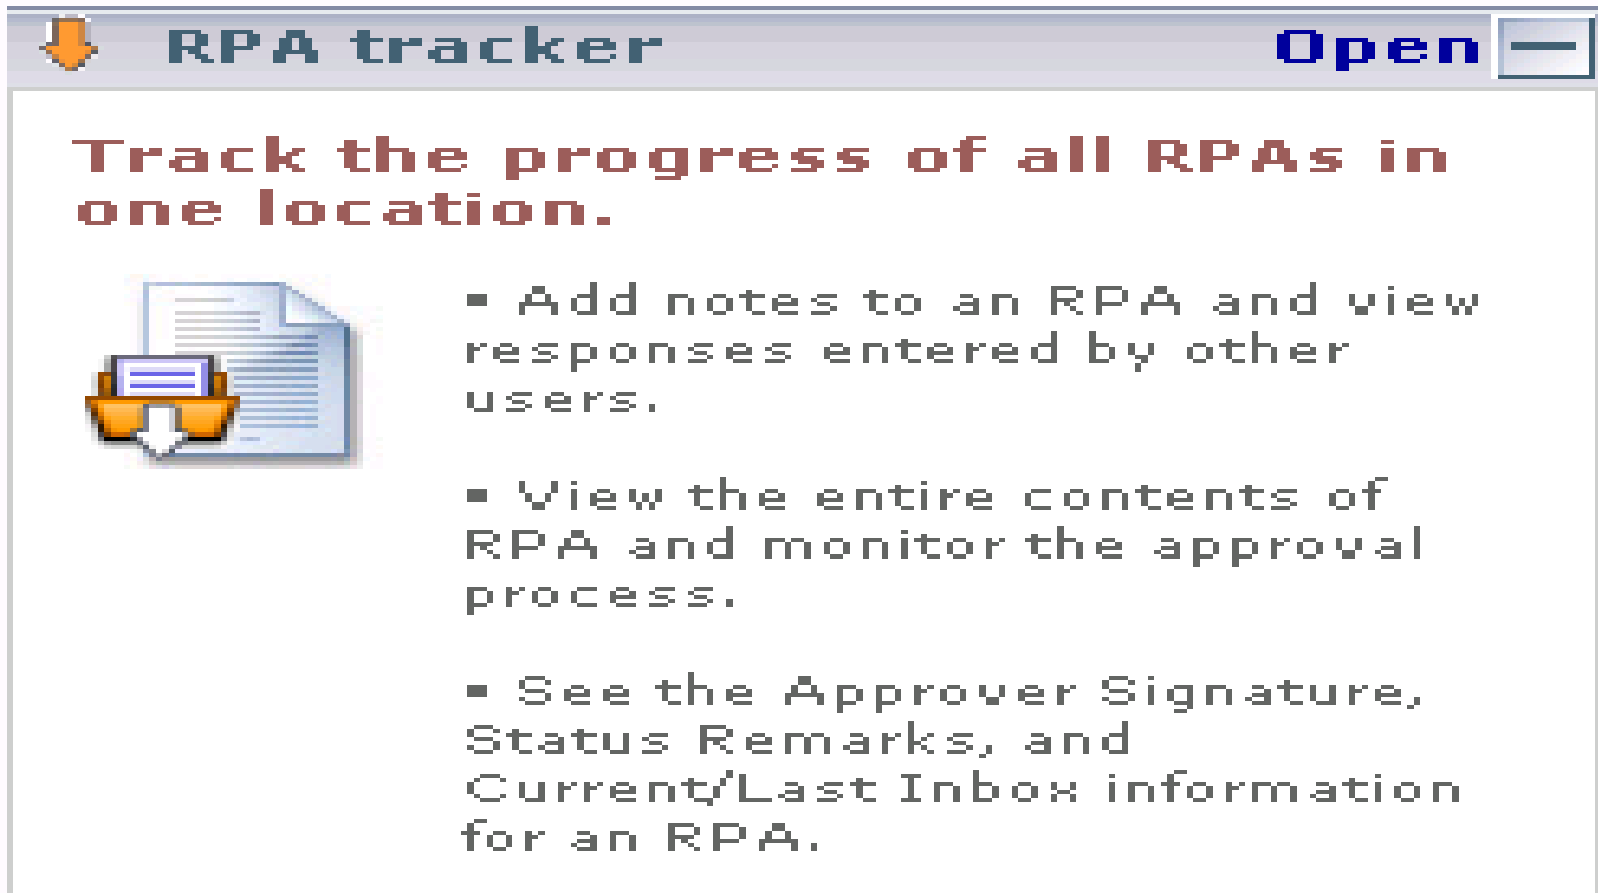 RPA tracker Open
Track the progress of all RPAs in
one location.
▪ Add notes to an RPA and view
responses entered by other
users.
▪ View the entire contents of
RPA and monitor the approval
process.
▪ See the Approver Signature,
Status Remarks, and
Current/Last Inbox information
for an RPA.